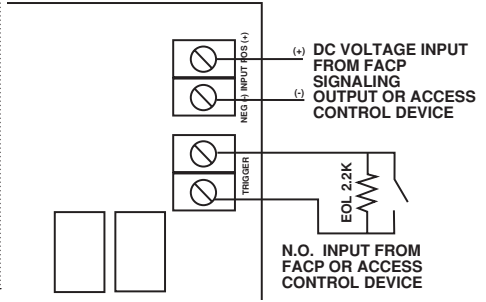 NEG (-) INPUT POS (+)
(+) DC VOLTAGE INPUT
FROM FACP
SIGNALING
(-) OUTPUT OR ACCESS
CONTROL DEVICE
TRIGGER
EOL 2.2K
N.O. INPUT FROM
FACP OR ACCESS
CONTROL DEVICE